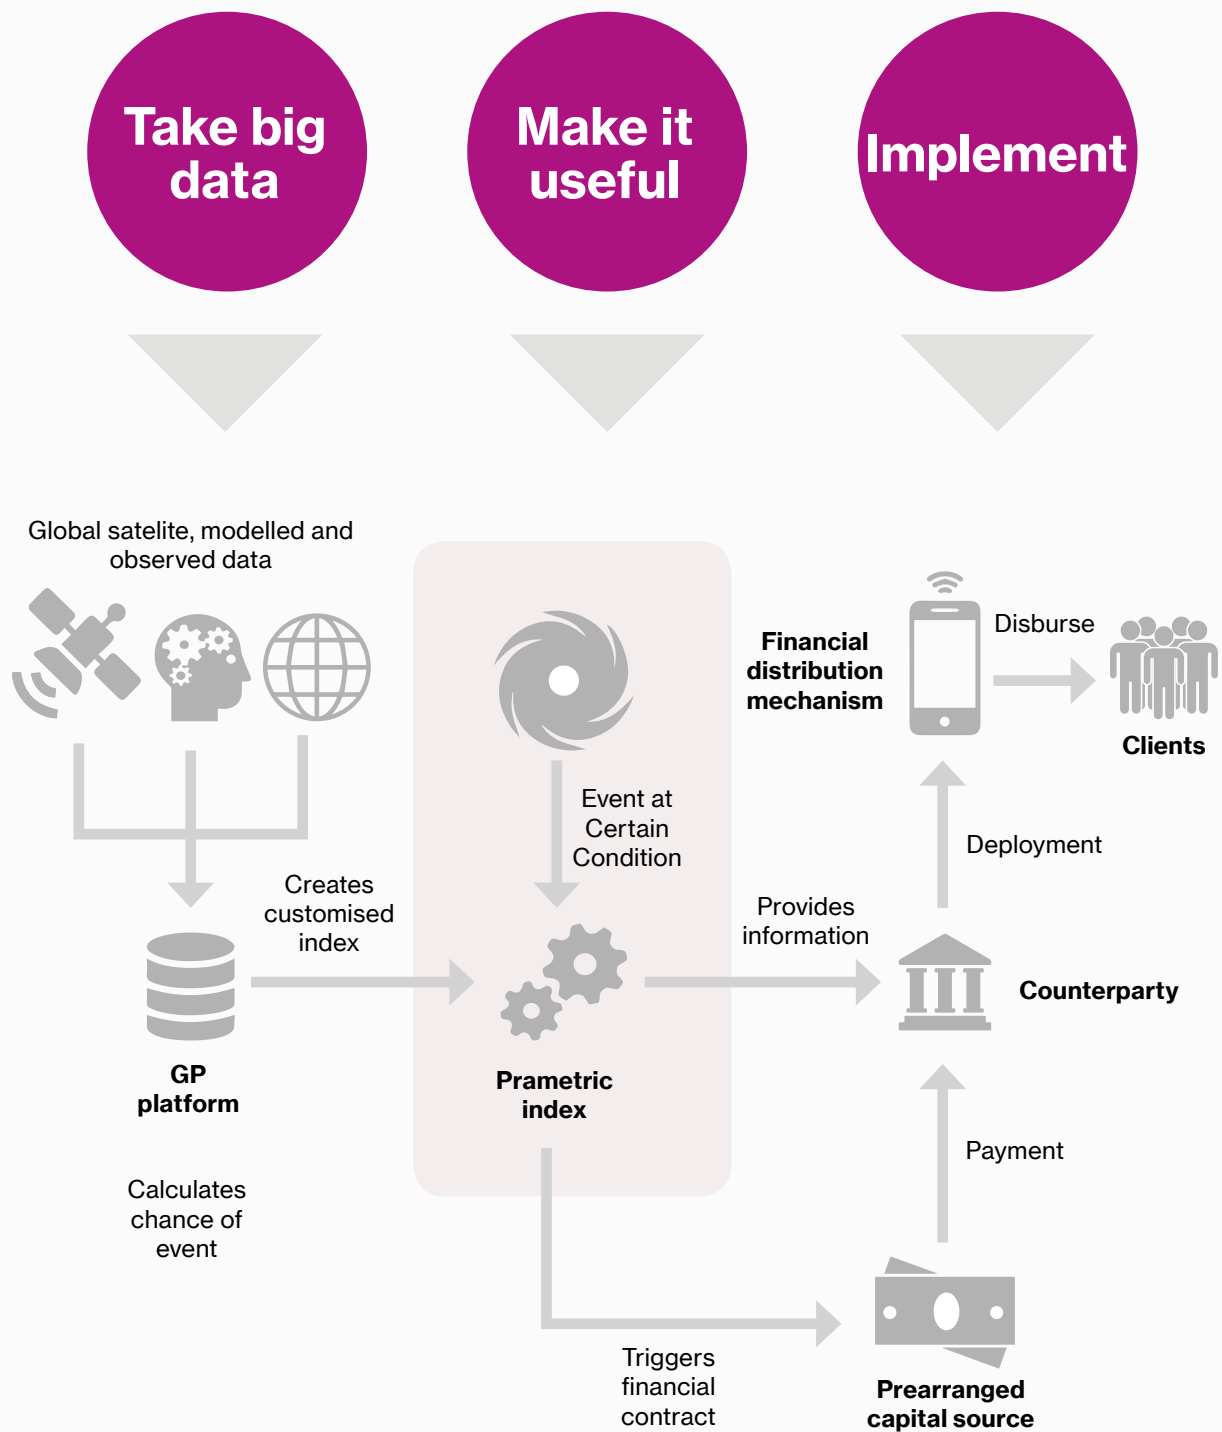 Take big
data
Make it
useful
Implement
Global satelite, modelled and
observed data
Creates
customised
index
GP
platform
Calculates
chance of
event
Event at
Certain
Condition
Prametric
index
Triggers
financial
contract
Provides
information
Financial
distribution
mechanism
Disburse
Clients
Deployment
Counterparty
Payment
Prearranged
capital source